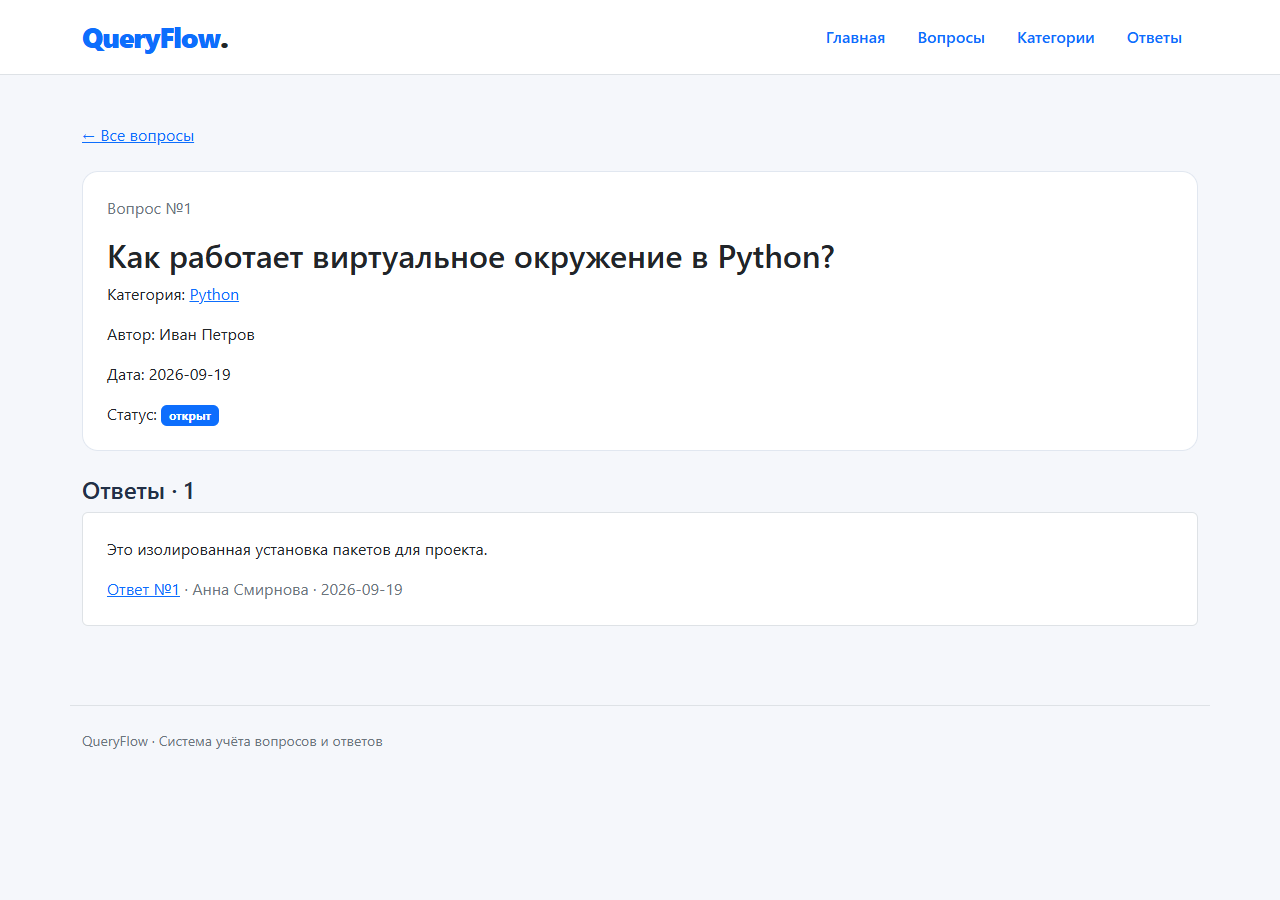 QueryFlow.
Главная Вопросы Категории Ответы
← Все вопросы
Вопрос №1
Как работает виртуальное окружение в Python?
Категория: Python
Автор: Иван Петров
Дата: 2026-09-19
Статус: открыт
Ответы · 1
Это изолированная установка пакетов для проекта.
Ответ №1 · Анна Смирнова · 2026-09-19
QueryFlow · Система учёта вопросов и ответов